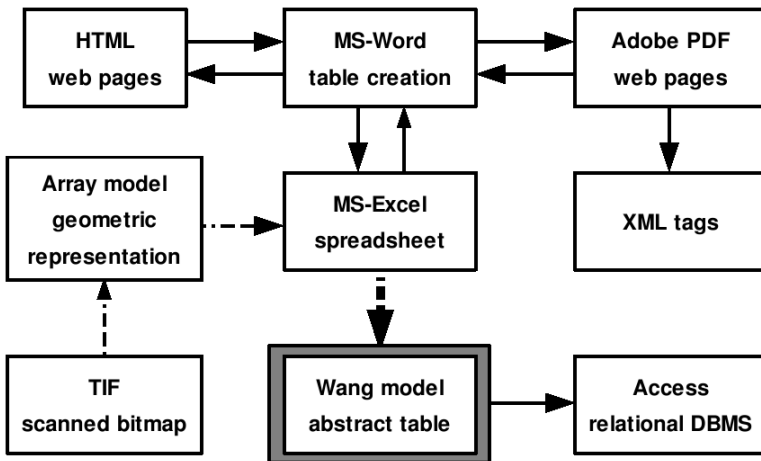 HTML
web pages
MS-Word
table creation
Adobe PDF
web pages
Array model
geometric
representation
MS-Excel
spreadsheet
XML tags
TIF
scanned bitmap
Wang model
abstract table
Access
relational DBMS